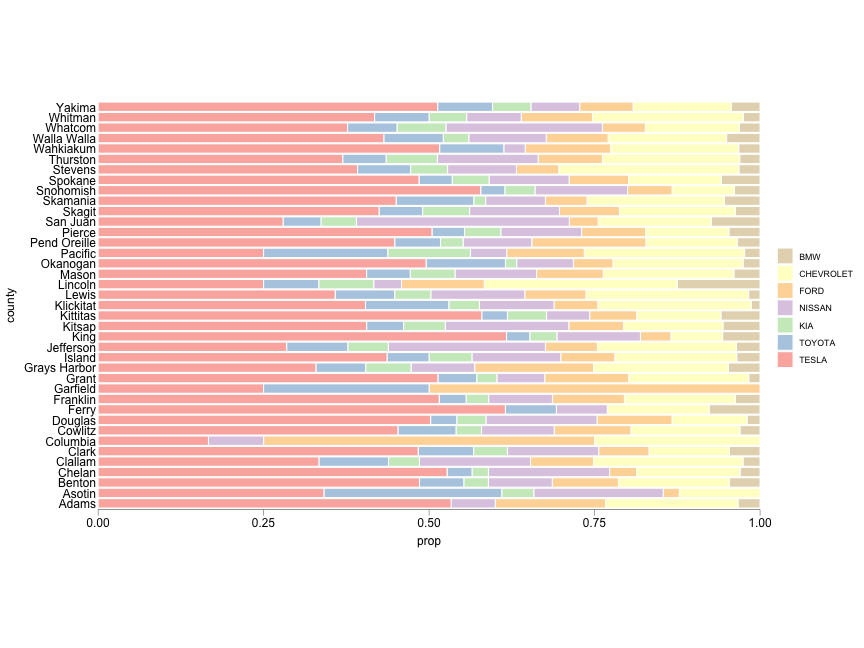 Yakima
Whitman
Whatcom
Walla Walla
Wahkiakum
Thurston
Stevens
Spokane
Snohomish
Skamania
Skagit
San Juan
Pierce
Pend Oreille
Pacific
Okanogan
Mason
Lincoln
Lewis
Klickitat
Kittitas
Kitsap
King
Jefferson
Island
Grays Harbor
Grant
Garfield
Franklin
Ferry
Douglas
Cowlitz
Columbia
Clark
Clallam
Chelan
Benton
Asotin
Adams
county
0.00 0.25 0.50 0.75 1.00
prop
BMW
CHEVROLET
FORD
NISSAN
KIA
TOYOTA
TESLA